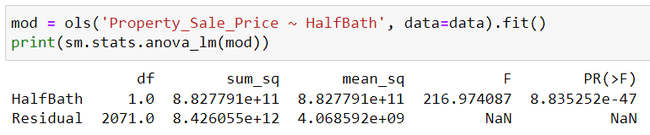 mod = ols('Property_Sale_Price ~ HalfBath', data=data).fit()
print(sm.stats.anova_lm(mod))
df sum_sq mean_sq F PR(>F)
HalfBath 1.0 8.827791e+11 8.827791e+11 216.974087 8.835252e-47
Residual 2071.0 8.426055e+12 4.068592e+09 NaN NaN